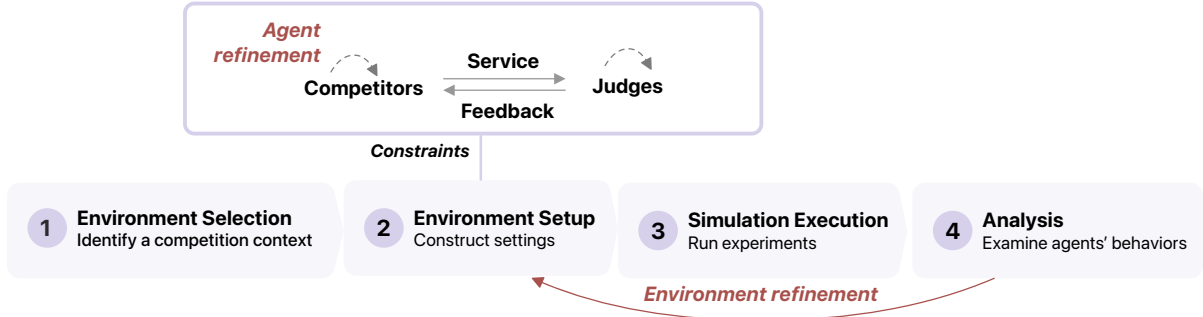 Agent
refinement
Competitors
Service
Feedback
Judges
Constraints
1
Environment Selection
Identify a competition context
2
Environment Setup
Construct settings
3
Simulation Execution
Run experiments
4
Analysis
Examine agents' behaviors
Environment refinement